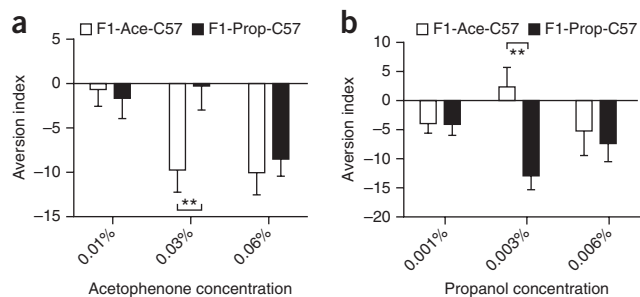 a
F1-Ace-C57 F1-Prop-C57
Aversion index
5
0
−5
−10
−15
**
0.01% 0.03% 0.06%
Acetophenone concentration
b
F1-Ace-C57 F1-Prop-C57
Aversion index
10
5
0
−5
−10
−15
−20
**
0.001% 0.003% 0.006%
Propanol concentration